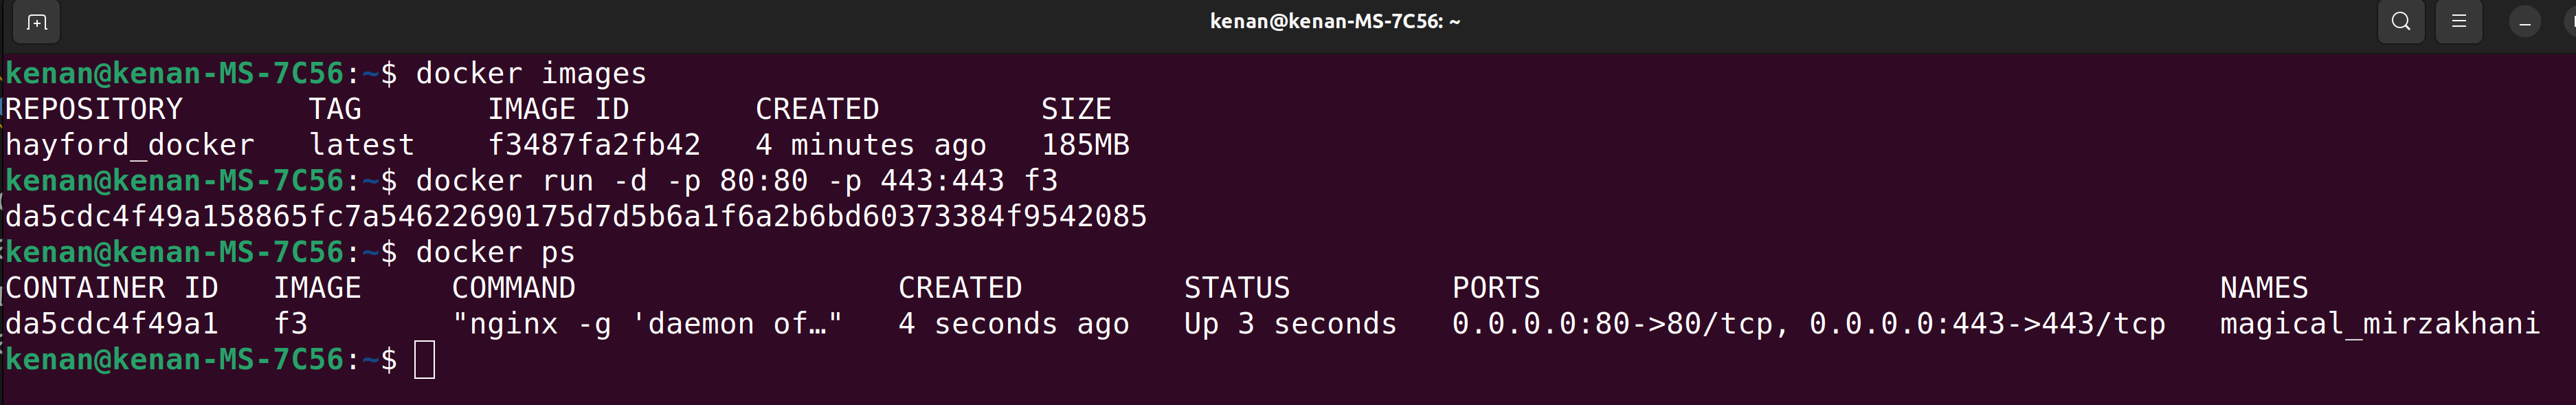 kenan@kenan-MS-7C56: ~
kenan@kenan-MS-7C56:~$ docker images
REPOSITORY       TAG       IMAGE ID       CREATED         SIZE
hayford_docker   latest    f3487fa2fb42   4 minutes ago   185MB
kenan@kenan-MS-7C56:~$ docker run -d -p 80:80 -p 443:443 f3
da5cdc4f49a158865fc7a54622690175d7d5b6a1f6a2b6bd60373384f9542085
kenan@kenan-MS-7C56:~$ docker ps
CONTAINER ID   IMAGE     COMMAND                  CREATED         STATUS         PORTS                                      NAMES
da5cdc4f49a1   f3        "nginx -g 'daemon of…"   4 seconds ago   Up 3 seconds   0.0.0.0:80->80/tcp, 0.0.0.0:443->443/tcp   magical_mirzakhani
kenan@kenan-MS-7C56:~$